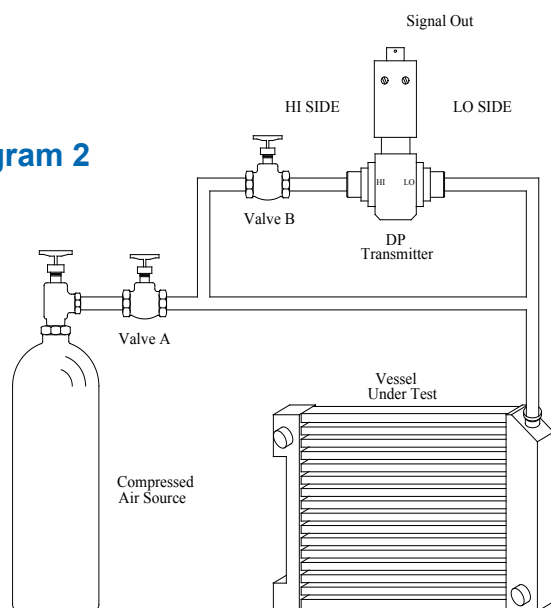 Signal Out
HI SIDE
LO SIDE
gram 2
HI
LO
Valve B
DP
Transmitter
Valve A
Vessel
Under Test
Compressed
Air Source